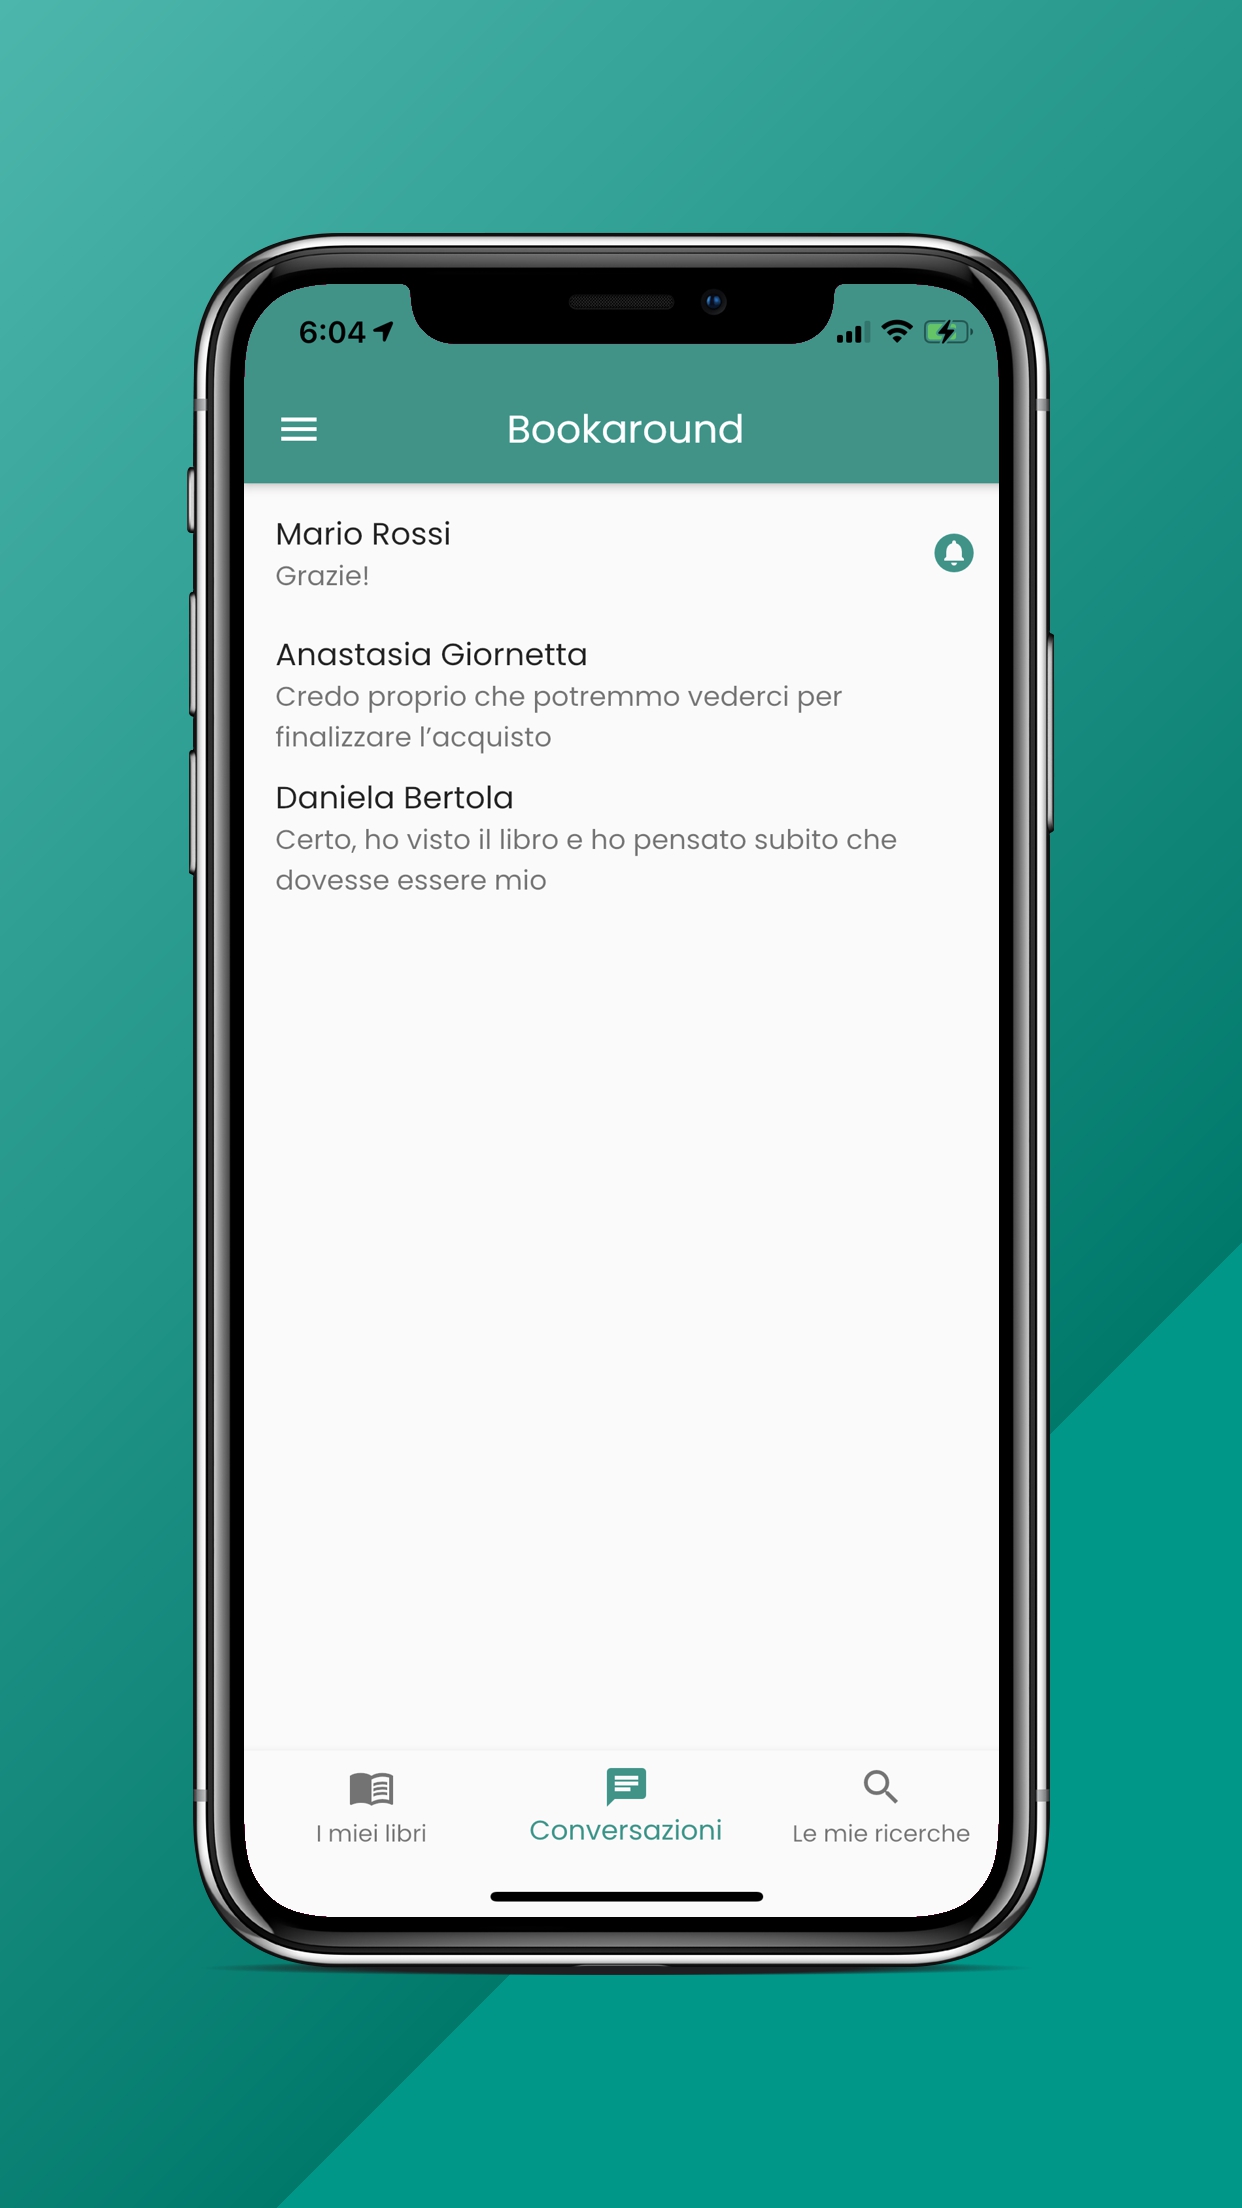 6:04
Bookaround
Mario Rossi
Grazie!
Anastasia Giornetta
Credo proprio che potremmo vederci per
finalizzare l’acquisto
Daniela Bertola
Certo, ho visto il libro e ho pensato subito che
dovesse essere mio
I miei libri
Conversazioni
Le mie ricerche